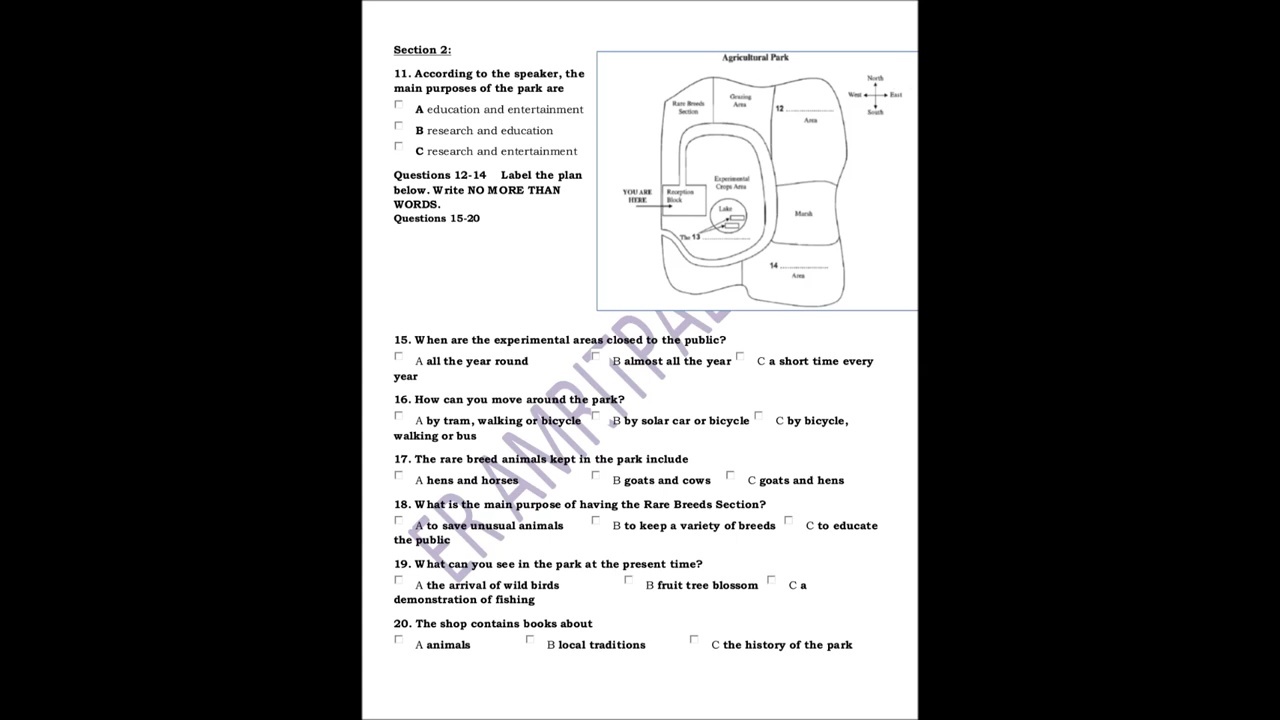 Section 2:
11. According to the speaker, the
main purposes of the park are
A education and entertainment
B research and education
C research and entertainment
Questions 12-14 Label the plan
below. Write NO MORE THAN
WORDS.
Questions 15-20
Agricultural Park
North
West East
South
Rare Breeds
Section
Grazing
Area
12 ..................
Area
Experimental
Crops Area
YOU ARE
HERE
Reception
Block
Lake
The 13 ..................
Marsh
14 ..................
Area
15. When are the experimental areas closed to the public?
A all the year round B almost all the year C a short time every
year
16. How can you move around the park?
A by tram, walking or bicycle B by solar car or bicycle C by bicycle,
walking or bus
17. The rare breed animals kept in the park include
A hens and horses B goats and cows C goats and hens
18. What is the main purpose of having the Rare Breeds Section?
A to save unusual animals B to keep a variety of breeds C to educate
the public
19. What can you see in the park at the present time?
A the arrival of wild birds B fruit tree blossom C a
demonstration of fishing
20. The shop contains books about
A animals B local traditions C the history of the park